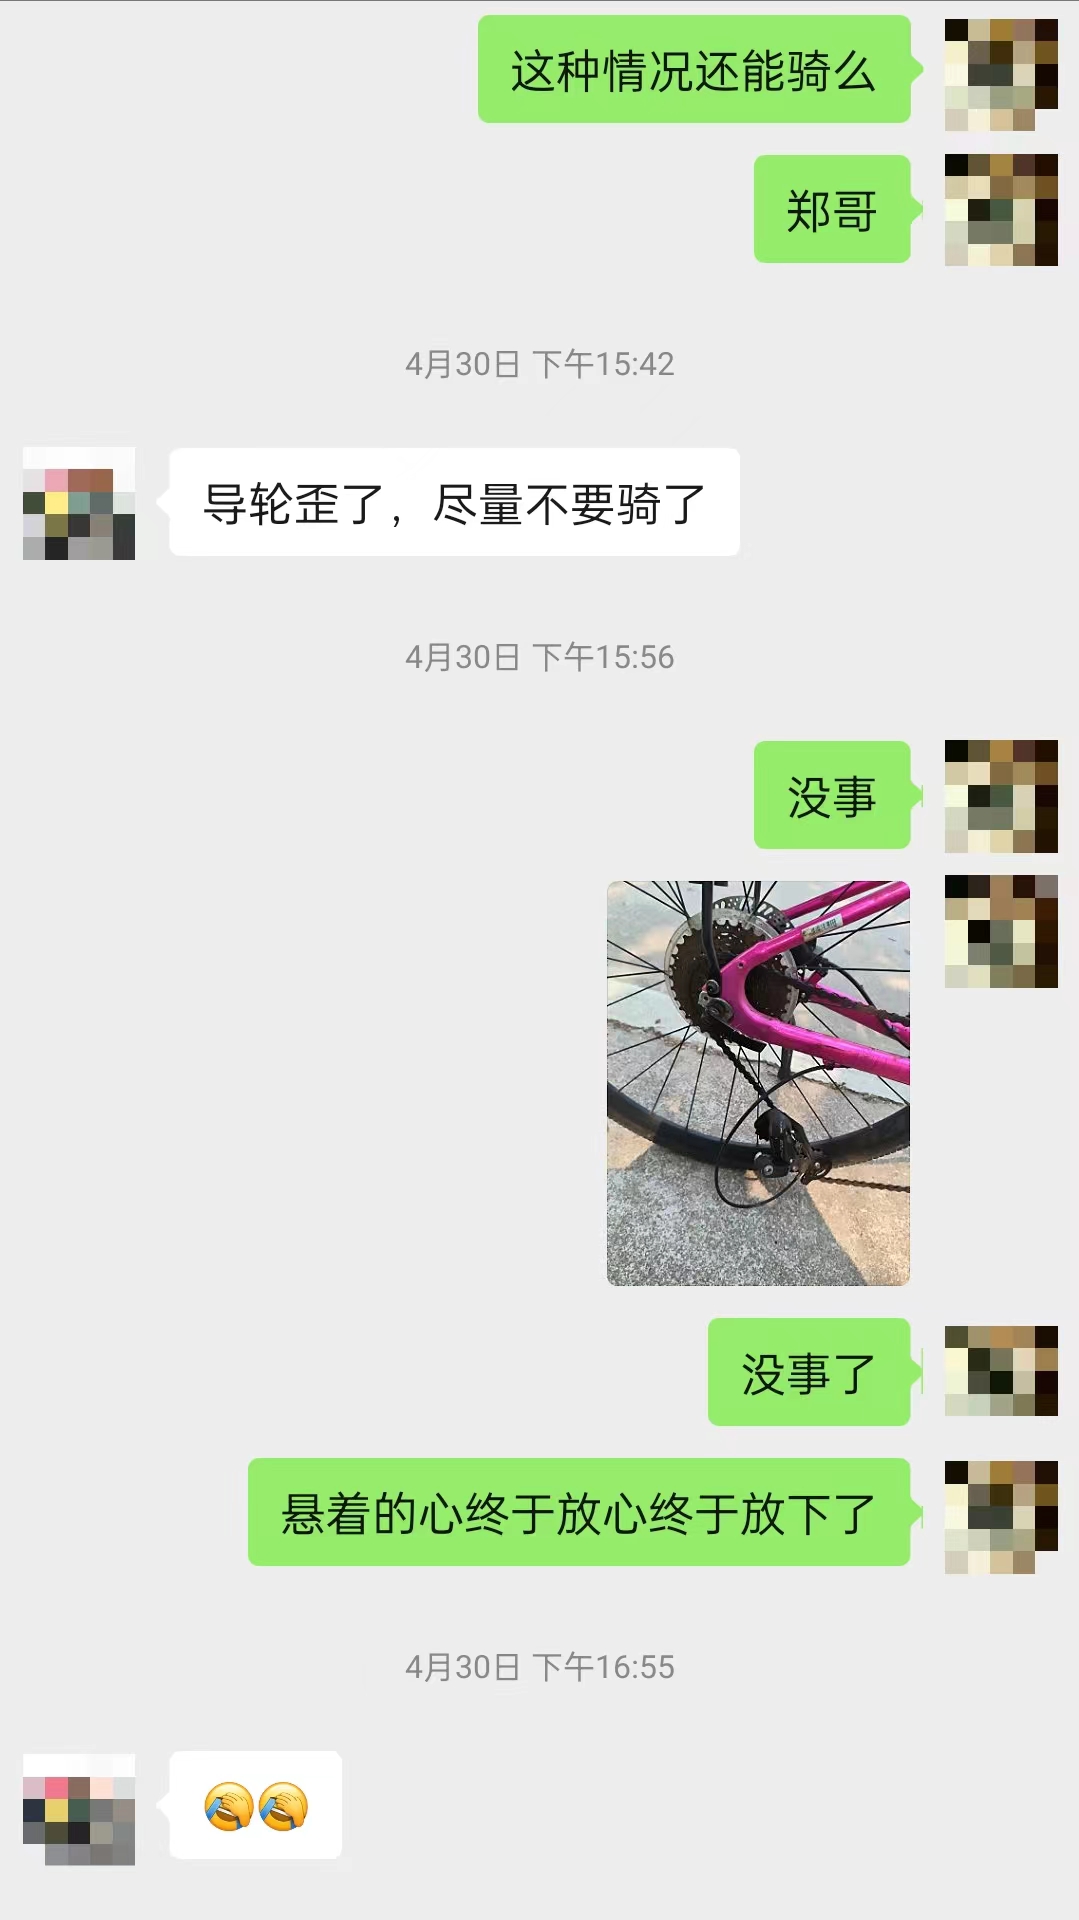 这种情况还能骑么
郑哥
4月30日 下午15:42
导轮歪了，尽量不要骑了
4月30日 下午15:56
没事
没事了
悬着的心终于放心终于放下了
4月30日 下午16:55